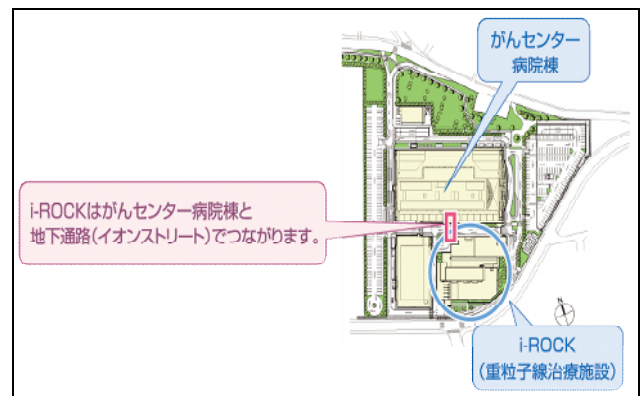 がんセンター
病院棟
i-ROCKはがんセンター病院棟と
地下通路(イオンストリート)でつながります。
N
i-ROCK
(重粒子線治療施設)